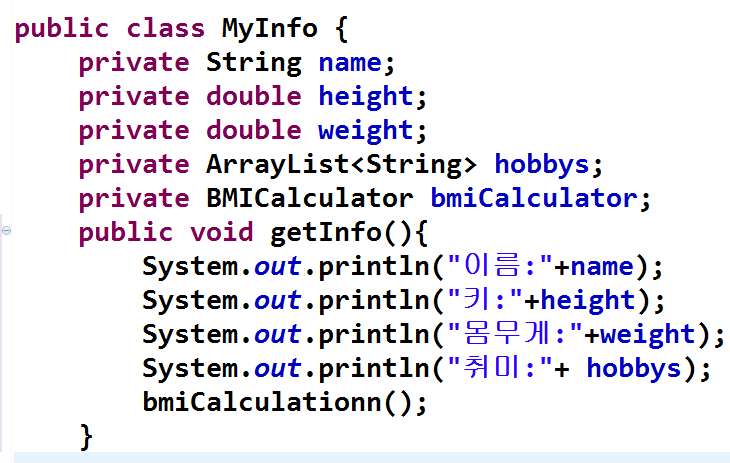 public class MyInfo {
private String name;
private double height;
private double weight;
private ArrayList<String> hobbys;
private BMICalculator bmiCalculator;
public void getInfo(){
System.out.println("이름:"+name);
System.out.println("키:"+height);
System.out.println("몸무게:"+weight);
System.out.println("취미:"+ hobbys);
bmiCalculationn();
}